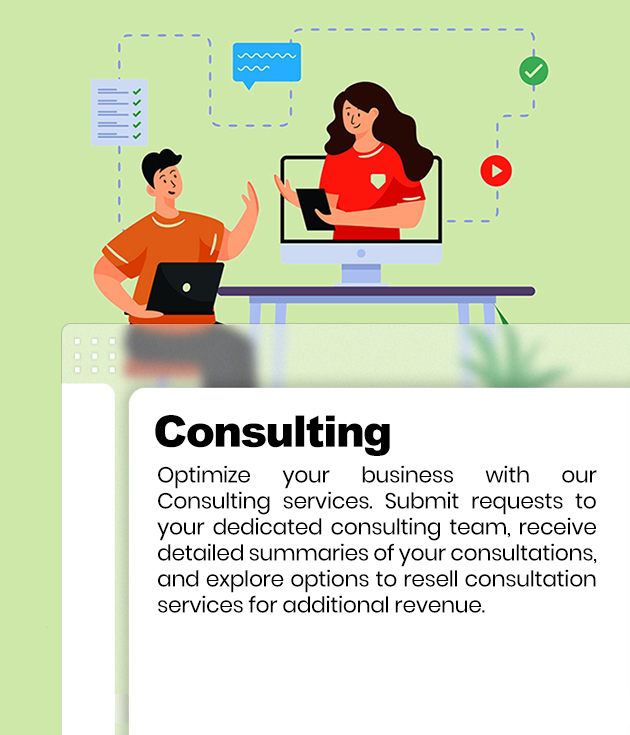 Consulting
Optimize your business with our
Consulting services. Submit requests to
your dedicated consulting team, receive
detailed summaries of your consultations,
and explore options to resell consultation
services for additional revenue.